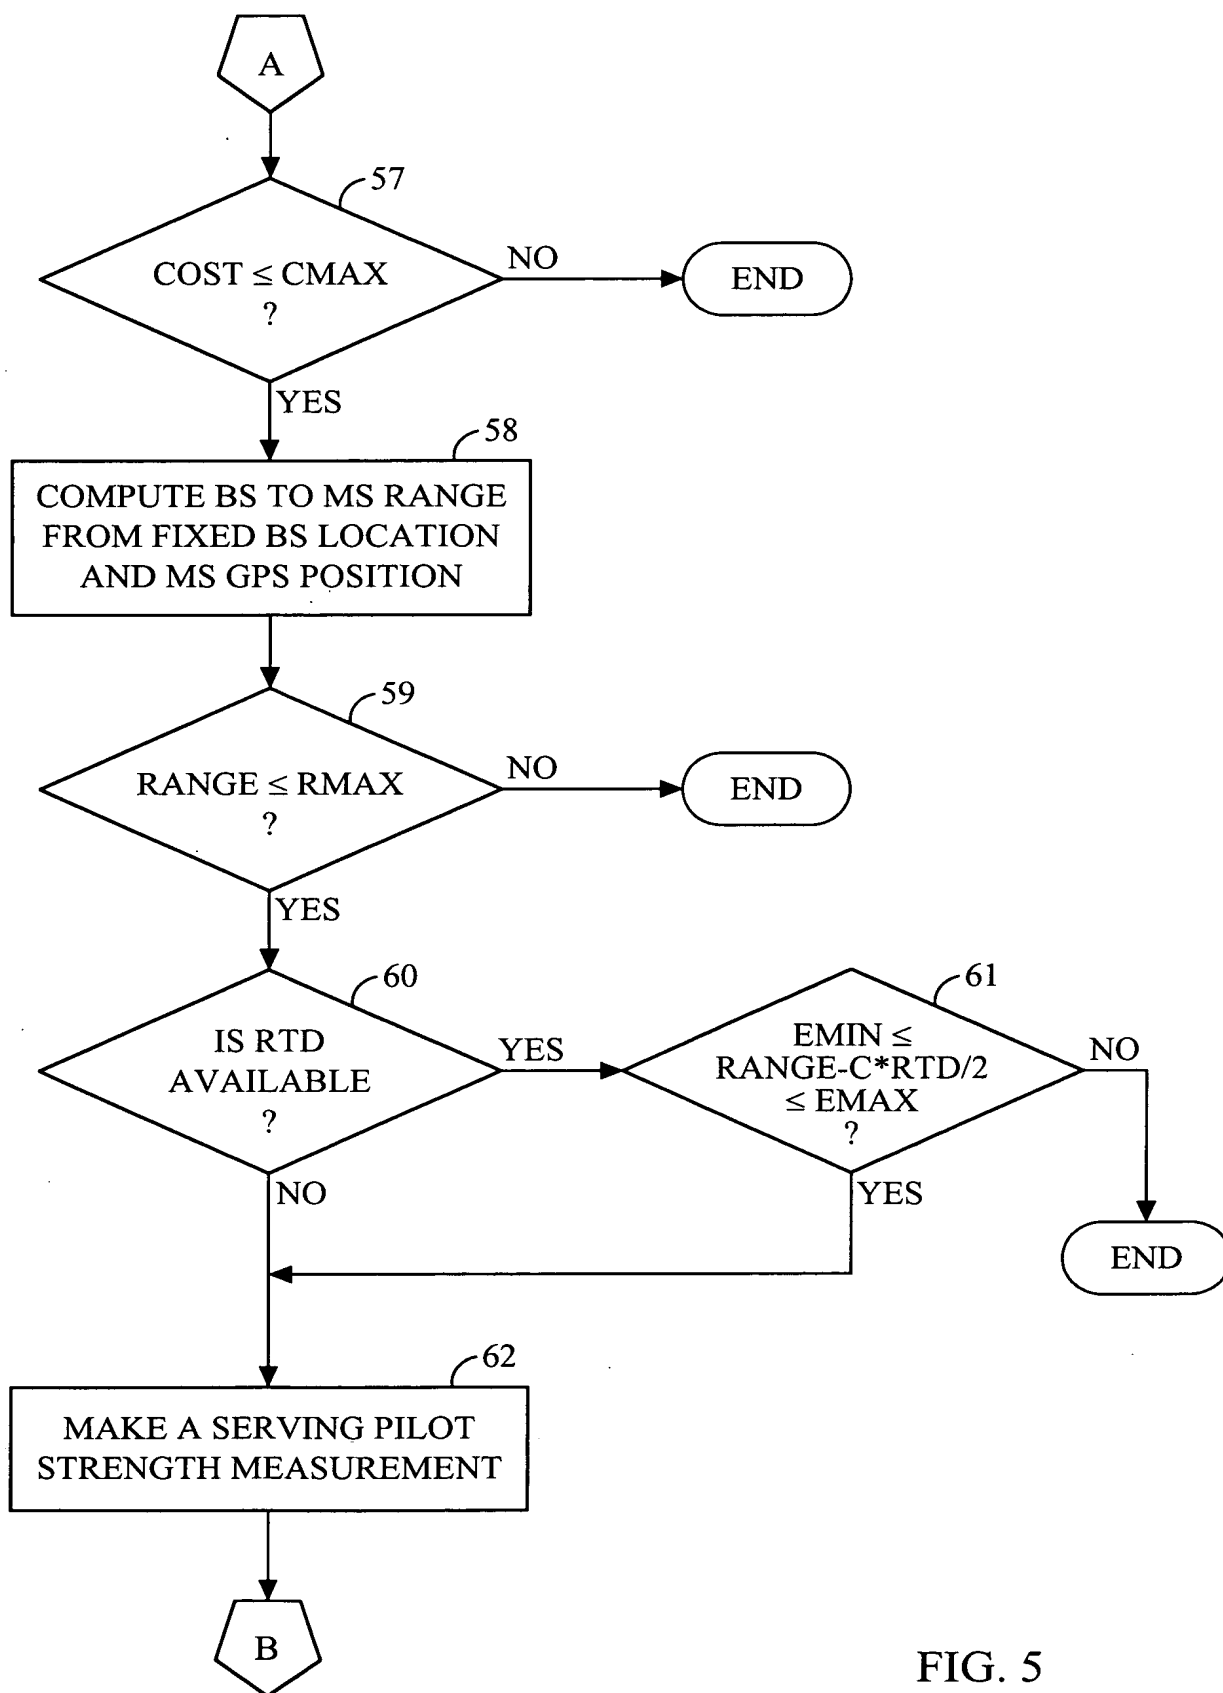 A
57
COST ≤ CMAX
?
NO
END
YES
58
COMPUTE BS TO MS RANGE
FROM FIXED BS LOCATION
AND MS GPS POSITION
59
RANGE ≤ RMAX
?
NO
END
YES
60
IS RTD
AVAILABLE
?
YES
61
EMIN ≤
RANGE-C*RTD/2
≤ EMAX
?
NO
END
YES
NO
62
MAKE A SERVING PILOT
STRENGTH MEASUREMENT
B
FIG. 5